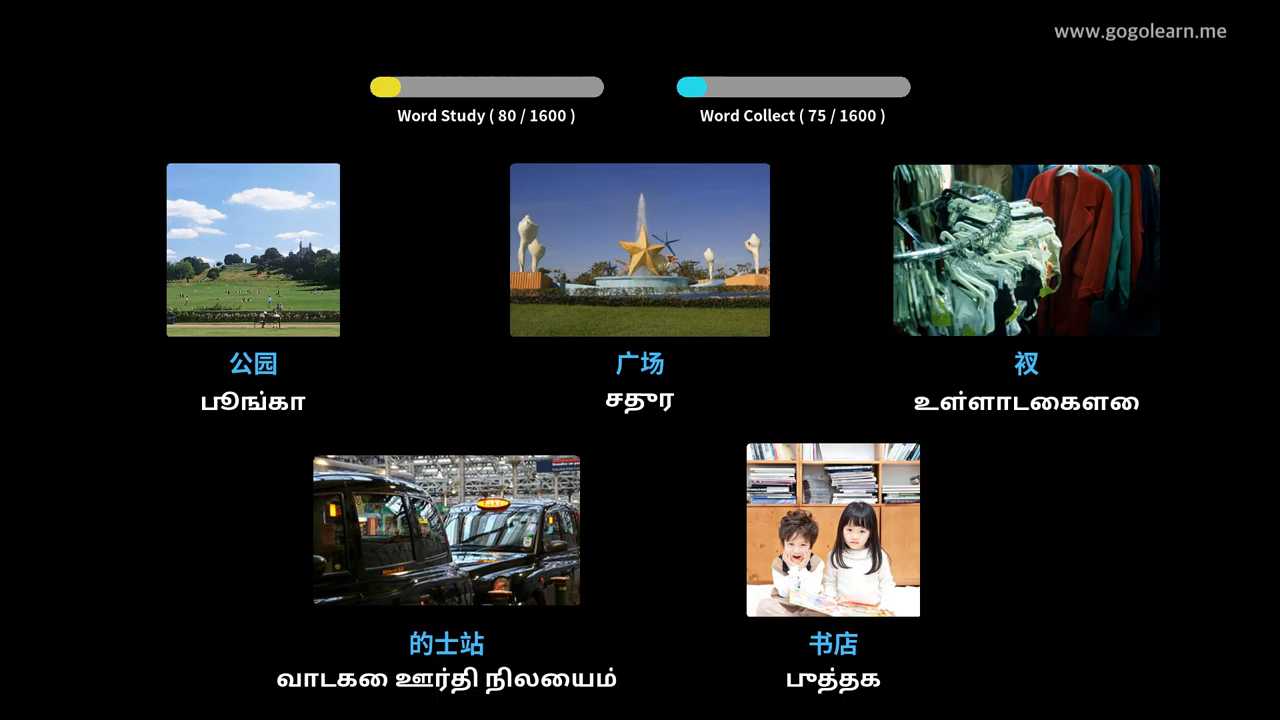 www.gogolearn.me
Word Study ( 80 / 1600 )
Word Collect ( 75 / 1600 )
公园
பூங்கா
广场
சதுர
衩
உள்ளாடைகளை
TAXI
的士站
வாடகை ஊர்தி நிலையம்
书店
புத்தக